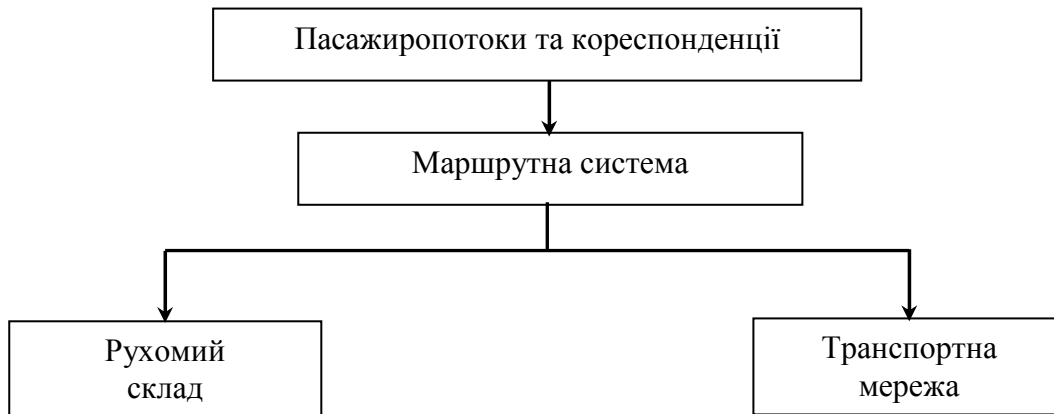 Пасажиропотоки та кореспонденції
Маршрутна система
Рухомий
склад
Транспортна
мережа